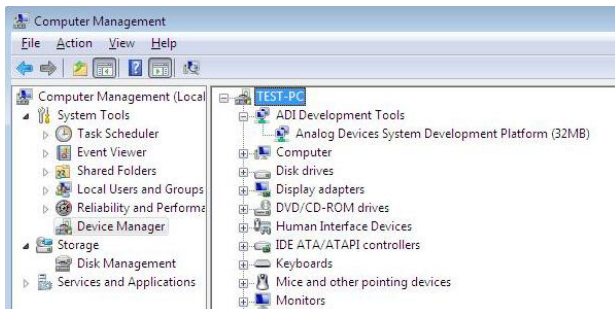 Computer Management
File Action View Help
Computer Management (Local
System Tools
Task Scheduler
Event Viewer
Shared Folders
Local Users and Groups
Reliability and Performa
Device Manager
Storage
Disk Management
Services and Applications
TEST-PC
ADI Development Tools
Analog Devices System Development Platform (32MB)
Computer
Disk drives
Display adapters
DVD/CD-ROM drives
Human Interface Devices
IDE ATA/ATAPI controllers
Keyboards
Mice and other pointing devices
Monitors